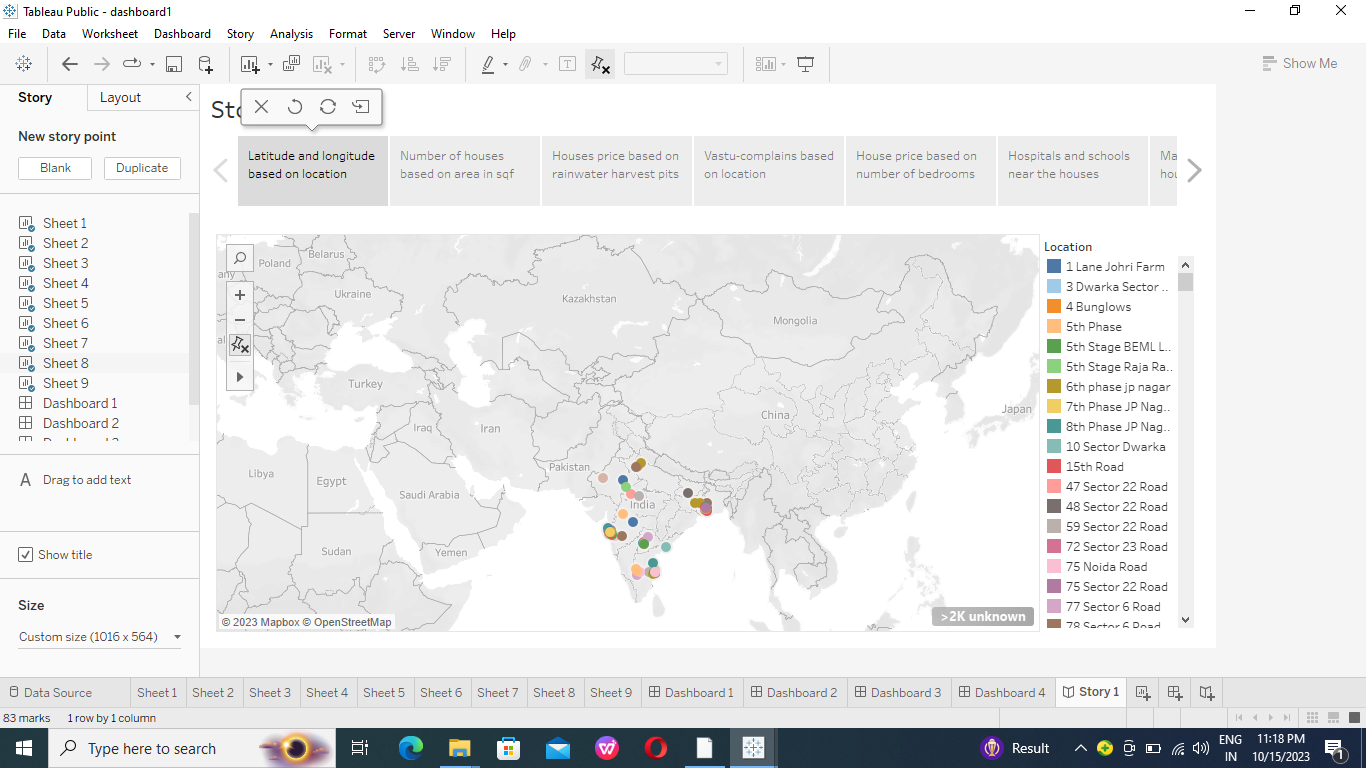 Tableau Public - dashboard1
File Data Worksheet Dashboard Story Analysis Format Server Window Help
Show Me
Story Layout
New story point
Blank Duplicate
Sheet 1
Sheet 2
Sheet 3
Sheet 4
Sheet 5
Sheet 6
Sheet 7
Sheet 8
Sheet 9
Dashboard 1
Dashboard 2
A Drag to add text
Show title
Size
Custom size (1016 x 564)
Latitude and longitude
based on location
Number of houses
based on area in sqf
Houses price based on
rainwater harvest pits
Vastu-complains based
on location
House price based on
number of bedrooms
Hospitals and schools
near the houses
Belarus
Poland
Ukraine
Kazakhstan
Mongolia
Turkey
China
Japan
Iraq
Iran
Pakistan
Libya
Egypt
Saudi Arabia
India
Sudan
Yemen
© 2023 Mapbox © OpenStreetMap
>2K unknown
Location
1 Lane Johri Farm
3 Dwarka Sector ..
4 Bunglows
5th Phase
5th Stage BEML L..
5th Stage Raja Ra..
6th phase jp nagar
7th Phase JP Nag..
8th Phase JP Nag..
10 Sector Dwarka
15th Road
47 Sector 22 Road
48 Sector 22 Road
59 Sector 22 Road
72 Sector 23 Road
75 Noida Road
75 Sector 22 Road
77 Sector 6 Road
78 Sector 6 Road
Data Source Sheet 1 Sheet 2 Sheet 3 Sheet 4 Sheet 5 Sheet 6 Sheet 7 Sheet 8 Sheet 9 Dashboard 1 Dashboard 2 Dashboard 3 Dashboard 4 Story 1
83 marks 1 row by 1 column
Type here to search
Result
ENG
IN
11:18 PM
10/15/2023
1